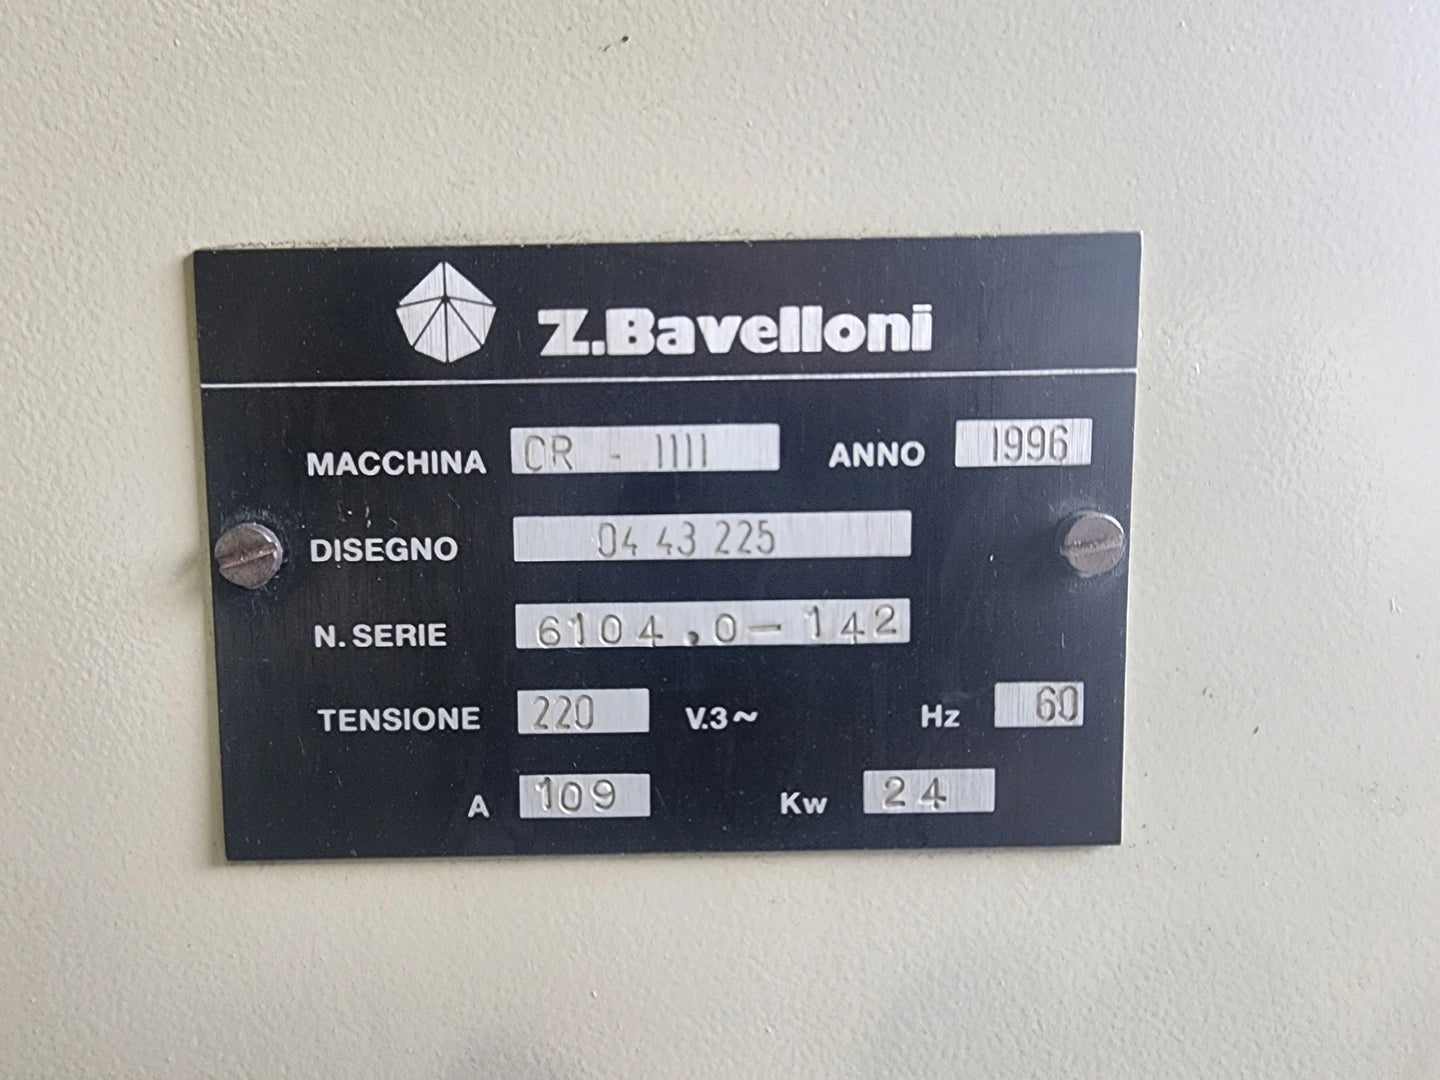 Z.Bavelloni
MACCHINA CR - 1111 ANNO 1996
DISEGNO 04 43 225
N. SERIE 6104.0-142
TENSIONE 220 V.3~ Hz 60
A 109 Kw 24